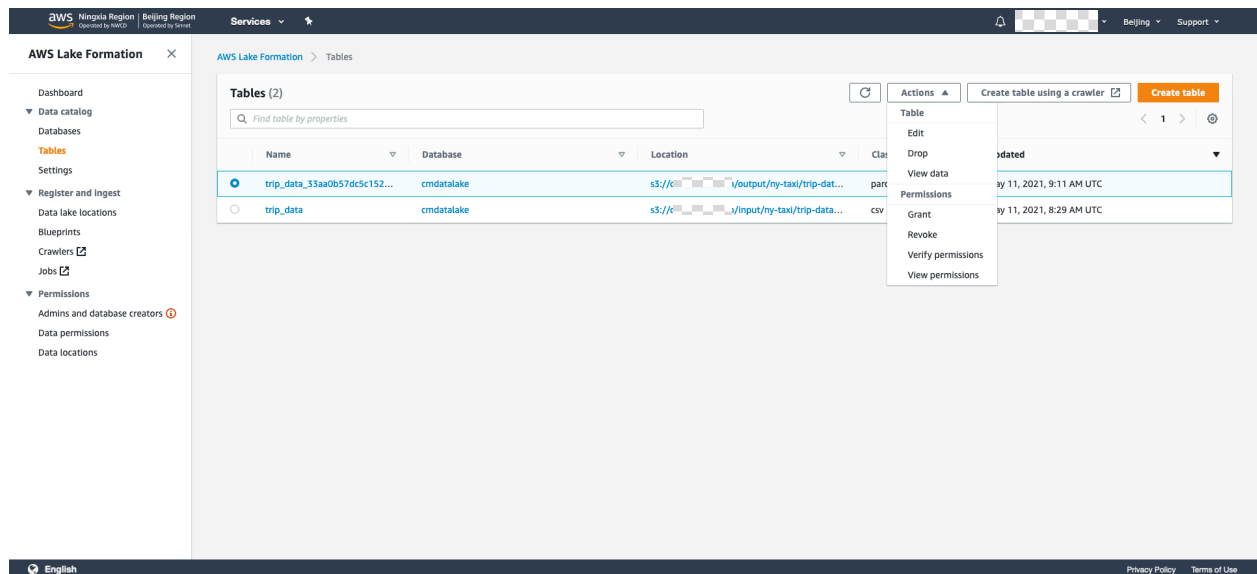 aws Ningxia Region | Beijing Region
Operated by NWCD | Operated by Sinnet
Services
Beijing
Support
AWS Lake Formation
AWS Lake Formation > Tables
Dashboard
Data catalog
Databases
Tables
Settings
Register and ingest
Data lake locations
Blueprints
Crawlers
Jobs
Permissions
Admins and database creators
Data permissions
Data locations
Tables (2)
Actions
Create table using a crawler
Create table
Find table by properties
< 1 >
Name Database Location
trip_data_33aa0b57dc5c152... cmdatalake /output/ny-taxi/trip-dat... ay 11, 2021, 9:11 AM UTC
trip_data cmdatalake /input/ny-taxi/trip-data... csv ay 11, 2021, 8:29 AM UTC
Table
Edit
Drop
View data
Permissions
Grant
Revoke
Verify permissions
View permissions
English
Privacy Policy Terms of Use